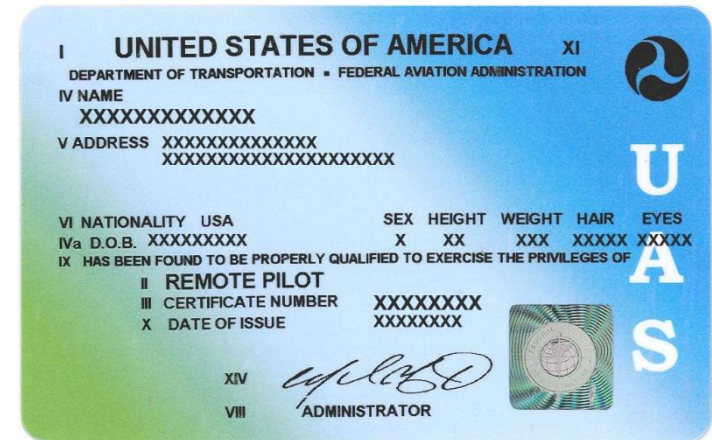 I UNITED STATES OF AMERICA XI
DEPARTMENT OF TRANSPORTATION ▪ FEDERAL AVIATION ADMINISTRATION
IV NAME
XXXXXXXXXXXXX
V ADDRESS XXXXXXXXXXXXXX
XXXXXXXXXXXXXXXXXXXXX
VI NATIONALITY USA SEX HEIGHT WEIGHT HAIR EYES
IVa D.O.B. XXXXXXXXX X XX XXX XXXXX XXXXX
IX HAS BEEN FOUND TO BE PROPERLY QUALIFIED TO EXERCISE THE PRIVILEGES OF
II REMOTE PILOT
III CERTIFICATE NUMBER XXXXXXXX
X DATE OF ISSUE XXXXXXXX
XIV
VIII ADMINISTRATOR
UAS